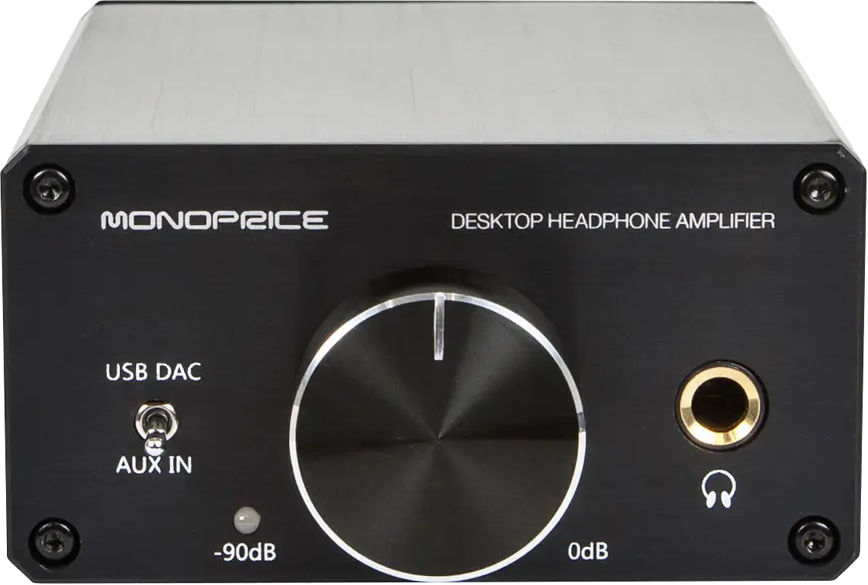 MONOPRICE
DESKTOP HEADPHONE AMPLIFIER
USB DAC
AUX IN
-90dB
0dB